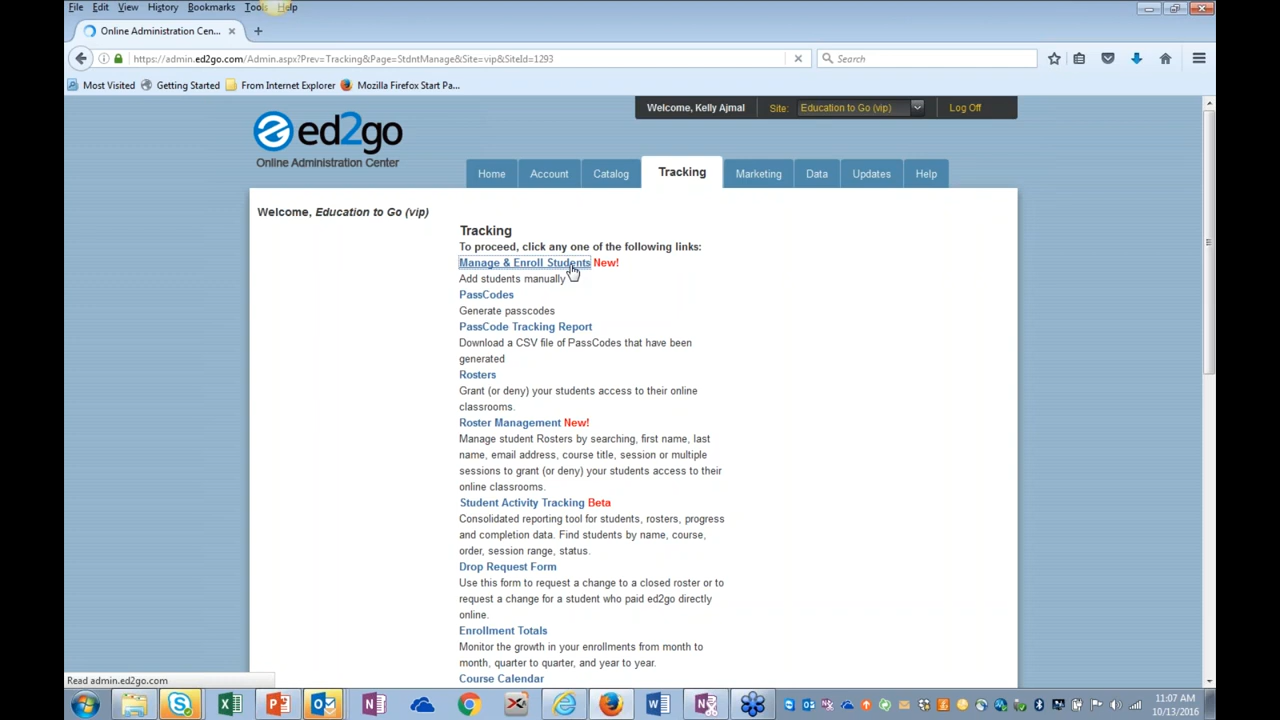 File Edit View History Bookmarks Tools Help
Online Administration Cen...
https://admin.ed2go.com/Admin.aspx?Prev=Tracking&Page=StdntManage&Site=vip&SiteId=1293
Search
Most Visited Getting Started From Internet Explorer Mozilla Firefox Start Pa...
Welcome, Kelly Ajmal Site: Education to Go (vip) Log Off
ed2go
Online Administration Center
Home Account Catalog Tracking Marketing Data Updates Help
Welcome, Education to Go (vip)
Tracking
To proceed, click any one of the following links:
Manage & Enroll Students New!
Add students manually
PassCodes
Generate passcodes
PassCode Tracking Report
Download a CSV file of PassCodes that have been
generated
Rosters
Grant (or deny) your students access to their online
classrooms.
Roster Management New!
Manage student Rosters by searching, first name, last
name, email address, course title, session or multiple
sessions to grant (or deny) your students access to their
online classrooms.
Student Activity Tracking Beta
Consolidated reporting tool for students, rosters, progress
and completion data. Find students by name, course,
order, session range, status.
Drop Request Form
Use this form to request a change to a closed roster or to
request a change for a student who paid ed2go directly
online.
Enrollment Totals
Monitor the growth in your enrollments from month to
month, quarter to quarter, and year to year.
Course Calendar
Read admin.ed2go.com
11:07 AM
10/13/2016